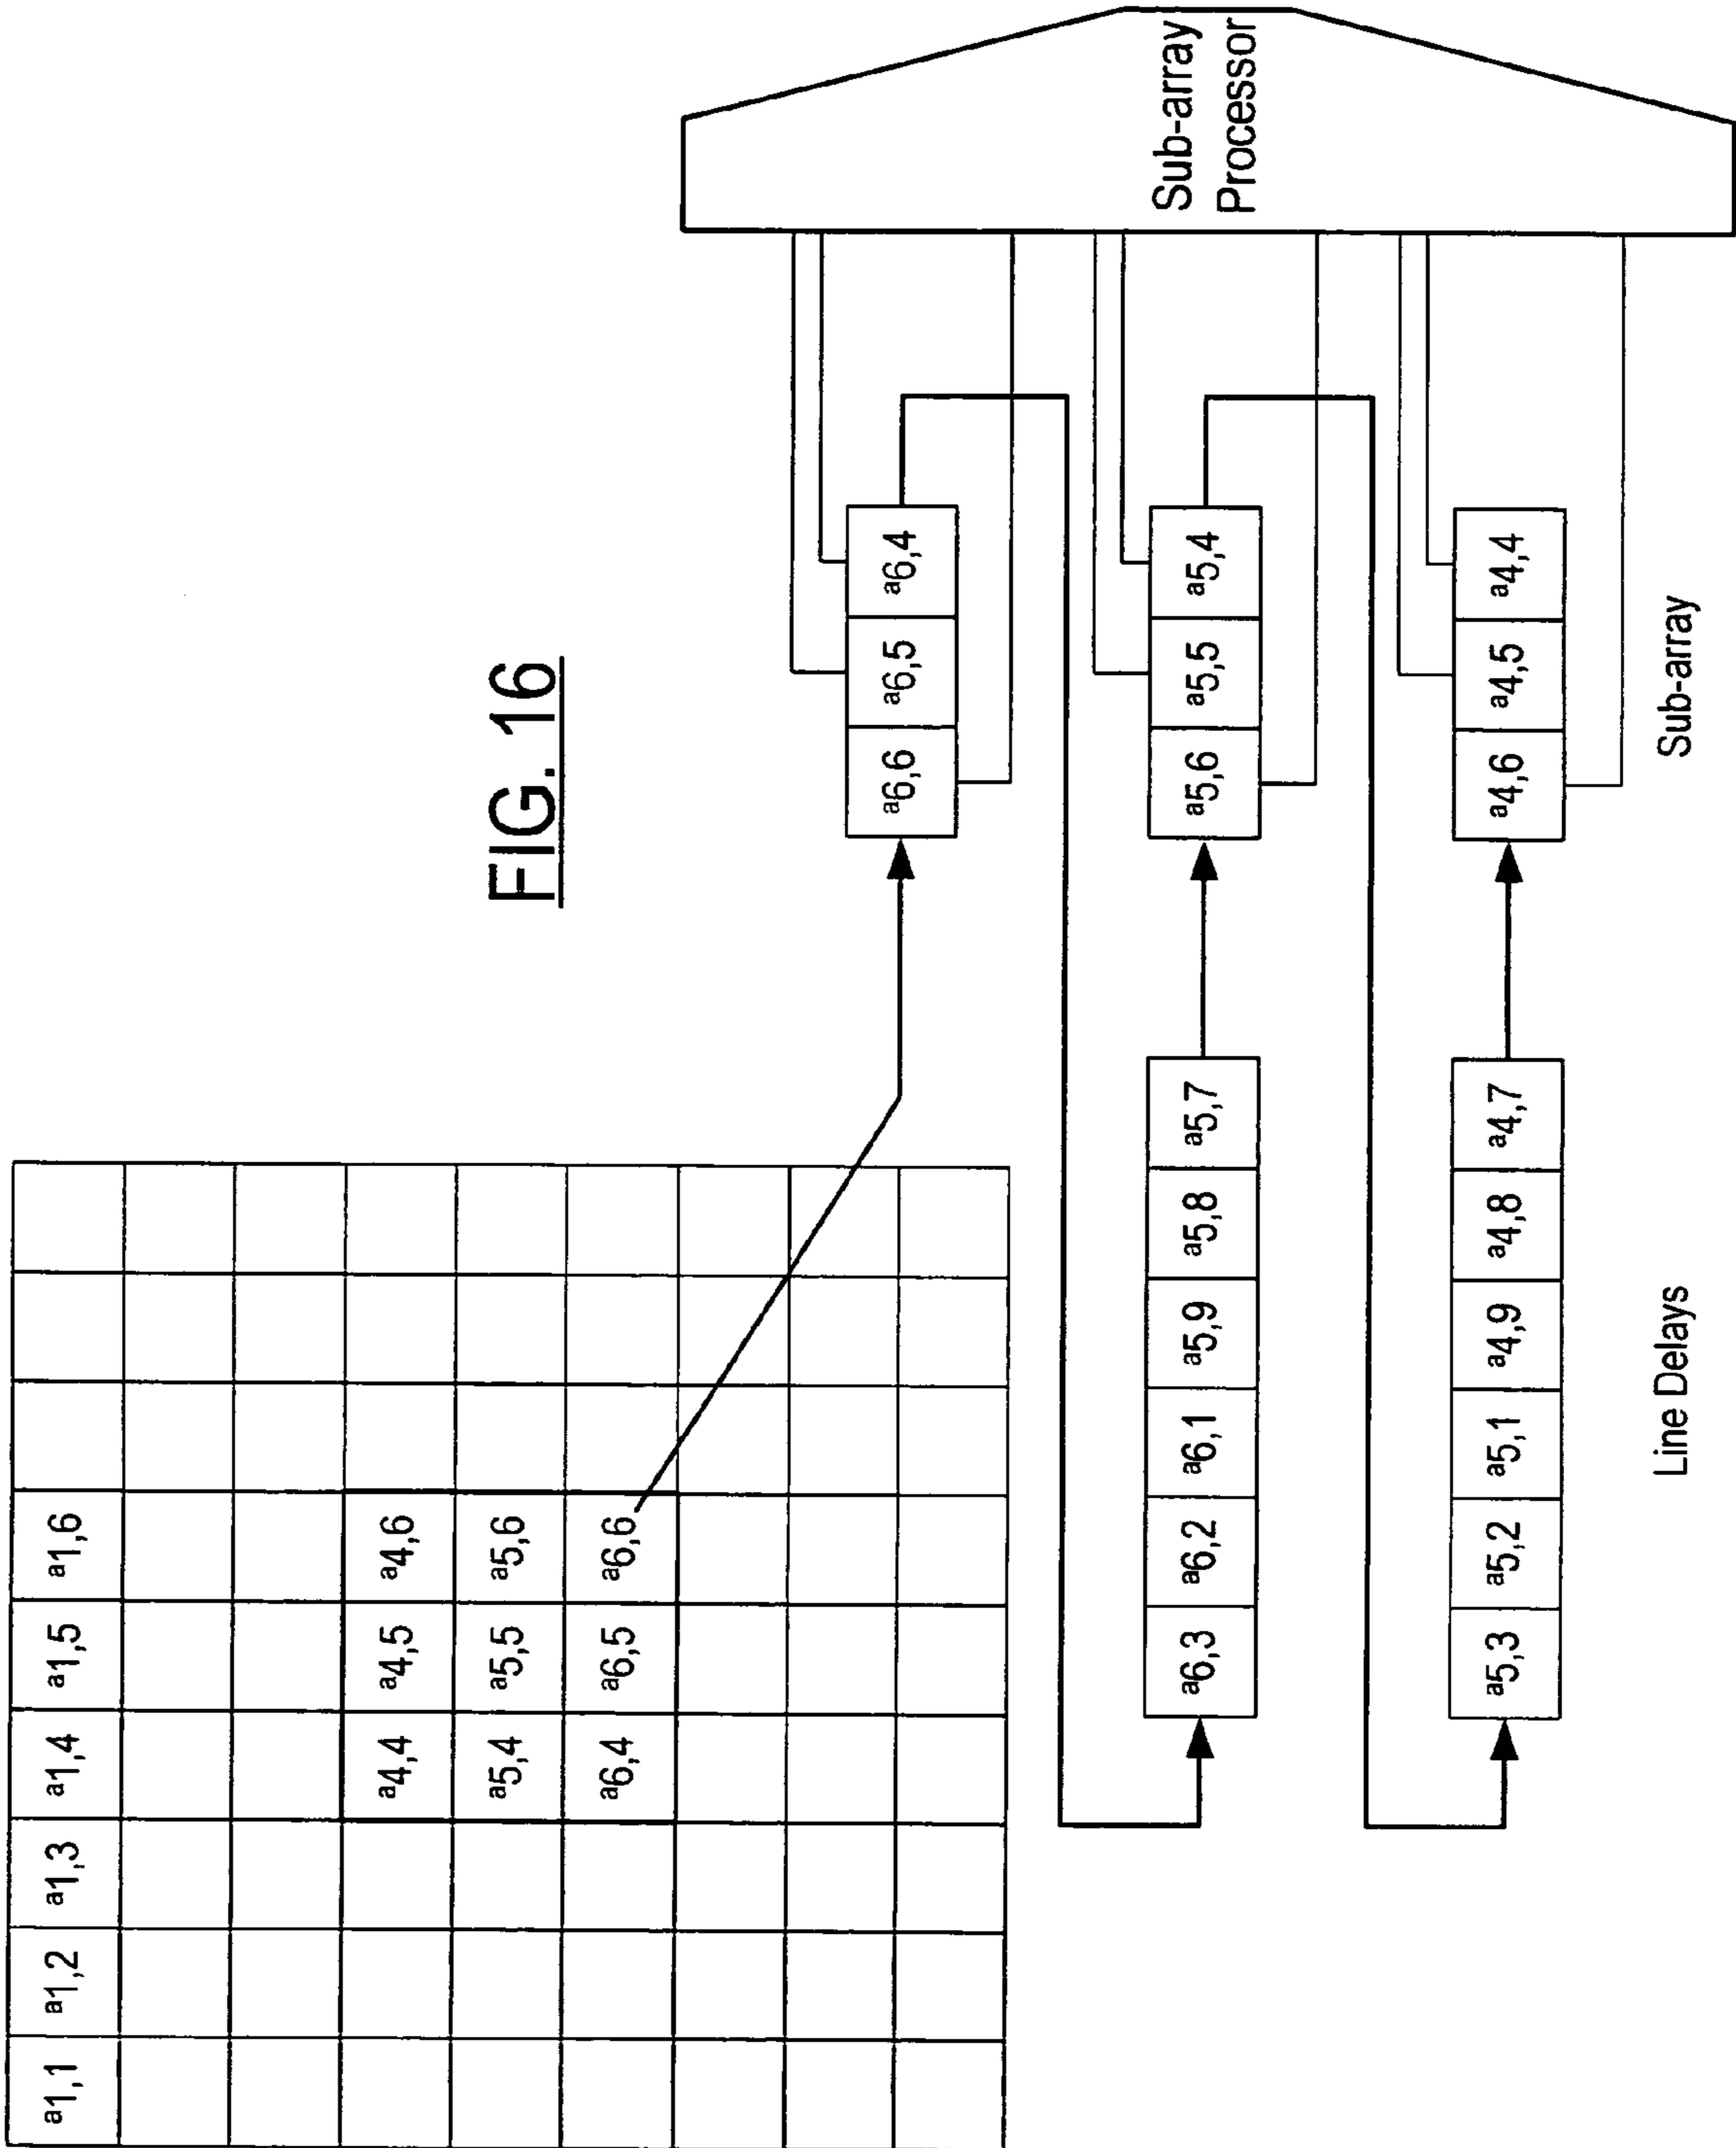 a1,1 a1,2 a1,3 a1,4 a1,5 a1,6
a4,4 a4,5 a4,6
a5,4 a5,5 a5,6
a6,4 a6,5 a6,6
FIG. 16
a6,6 a6,5 a6,4
a6,3 a6,2 a6,1 a5,9 a5,8 a5,7
a5,6 a5,5 a5,4
a5,3 a5,2 a5,1 a4,9 a4,8 a4,7
a4,6 a4,5 a4,4
Line Delays
Sub-array
Sub-array
Processor